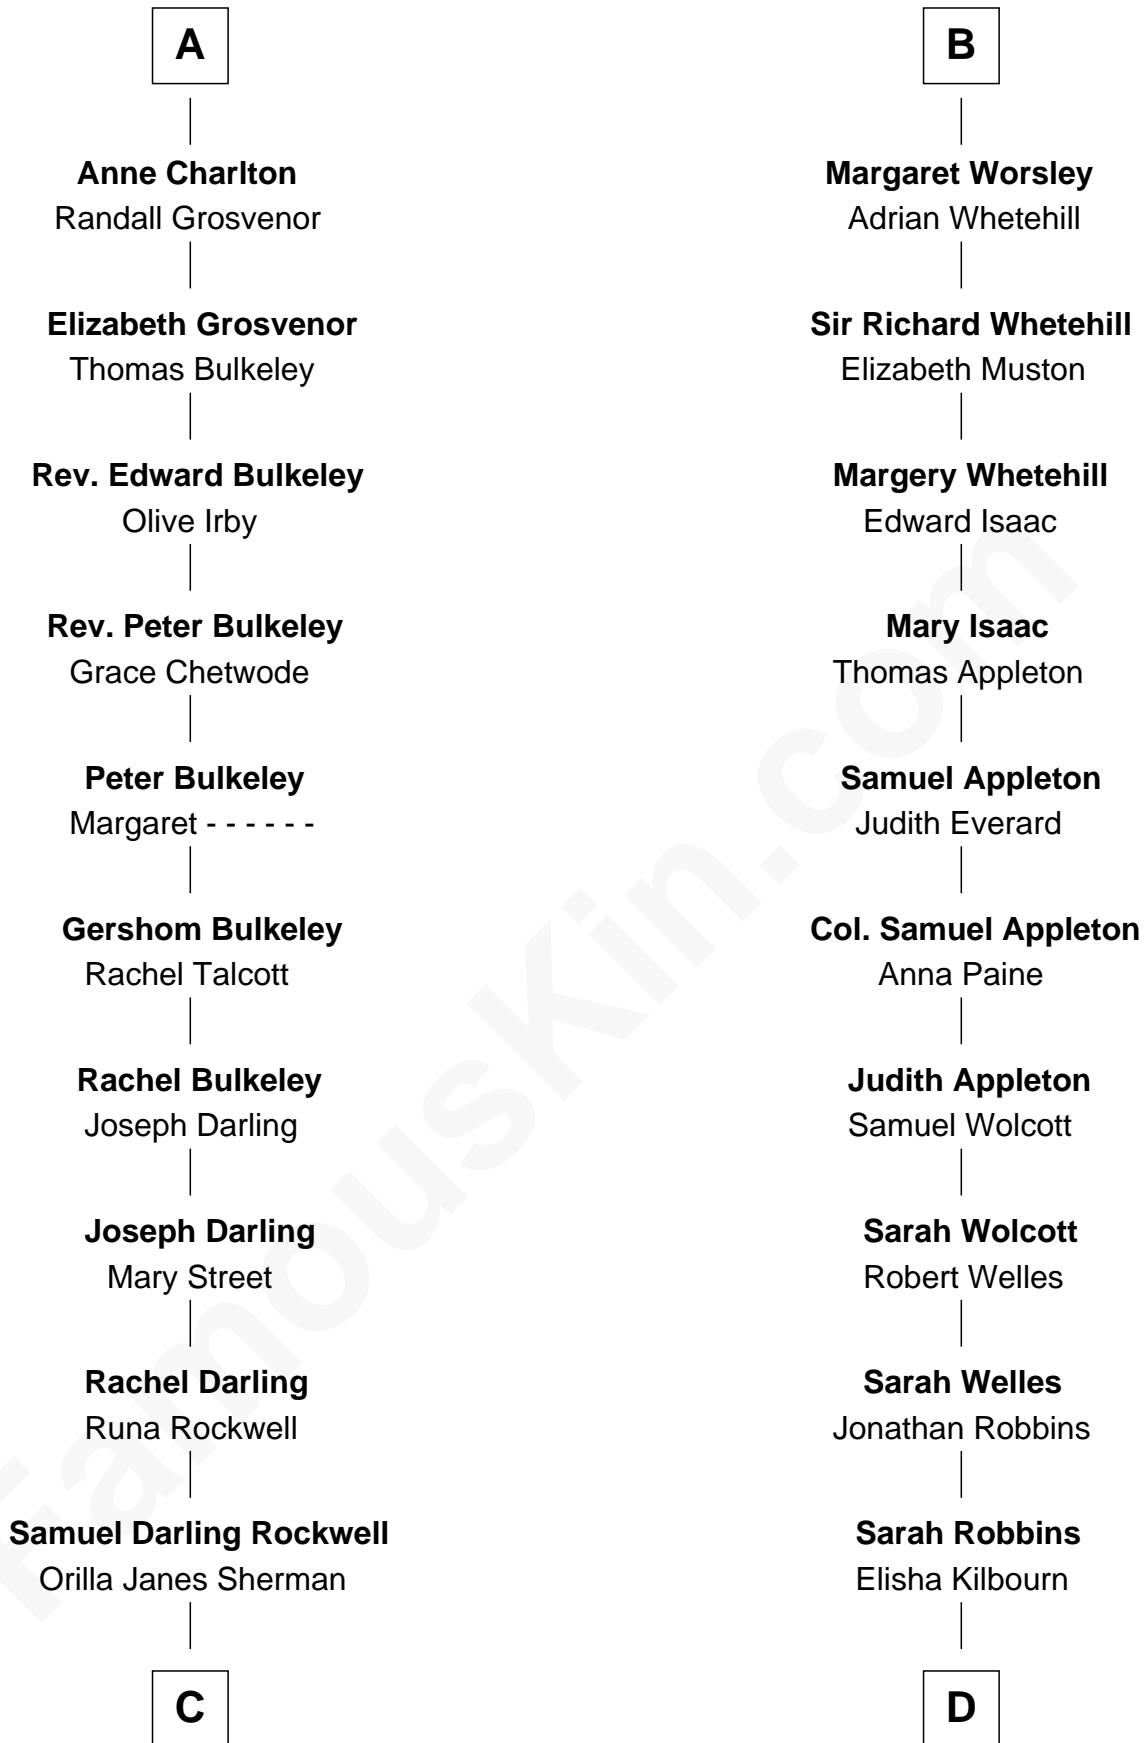 A
Anne Charlton
Randall Grosvenor
Elizabeth Grosvenor
Thomas Bulkeley
Rev. Edward Bulkeley
Olive Irby
Rev. Peter Bulkeley
Grace Chetwode
Peter Bulkeley
Margaret - - - - - -
Gershom Bulkeley
Rachel Talcott
Rachel Bulkeley
Joseph Darling
Joseph Darling
Mary Street
Rachel Darling
Runa Rockwell
Samuel Darling Rockwell
Orilla Janes Sherman
C
B
Margaret Worsley
Adrian Whetehill
Sir Richard Whetehill
Elizabeth Muston
Margery Whetehill
Edward Isaac
Mary Isaac
Thomas Appleton
Samuel Appleton
Judith Everard
Col. Samuel Appleton
Anna Paine
Judith Appleton
Samuel Wolcott
Sarah Wolcott
Robert Welles
Sarah Welles
Jonathan Robbins
Sarah Robbins
Elisha Kilbourn
D
FamousKin.com